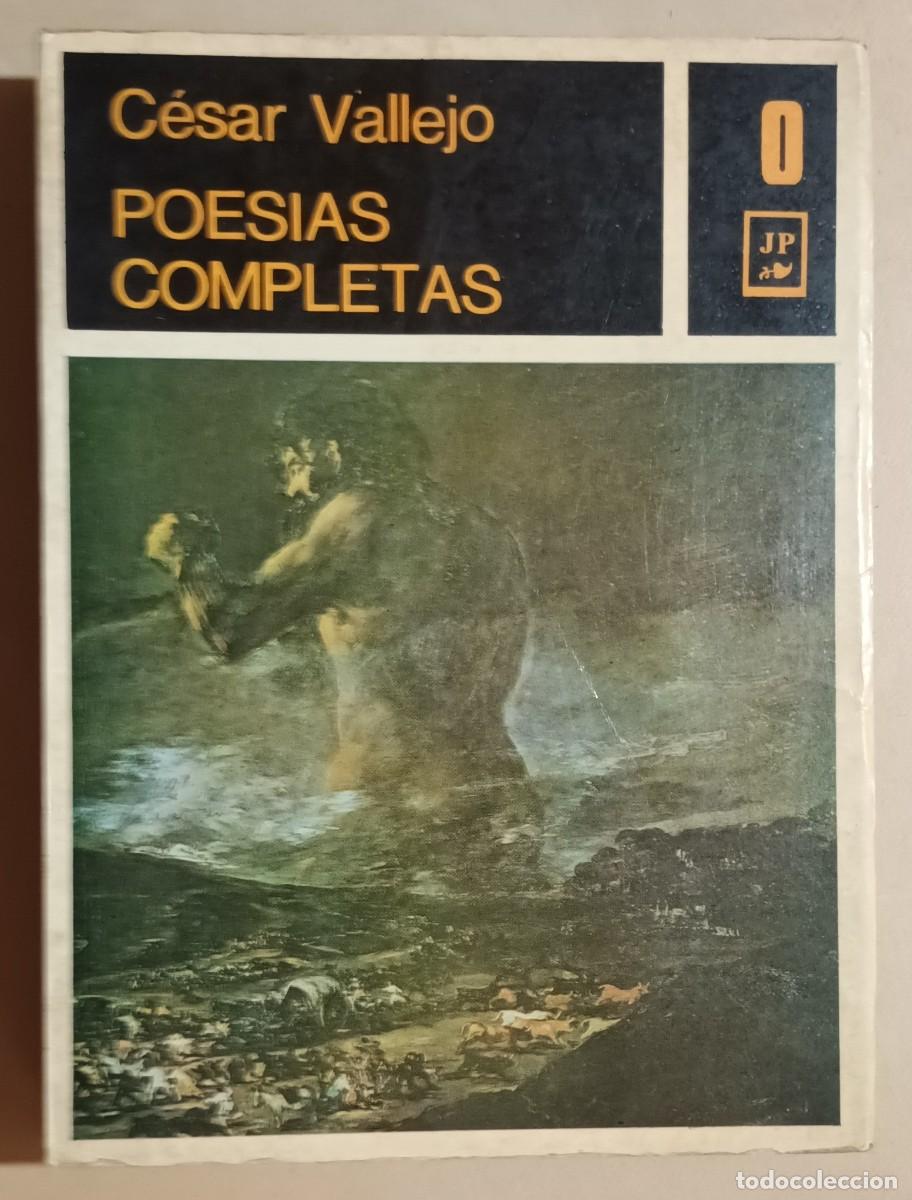 César Vallejo
POESIAS
COMPLETAS
0
JP
todocoleccion